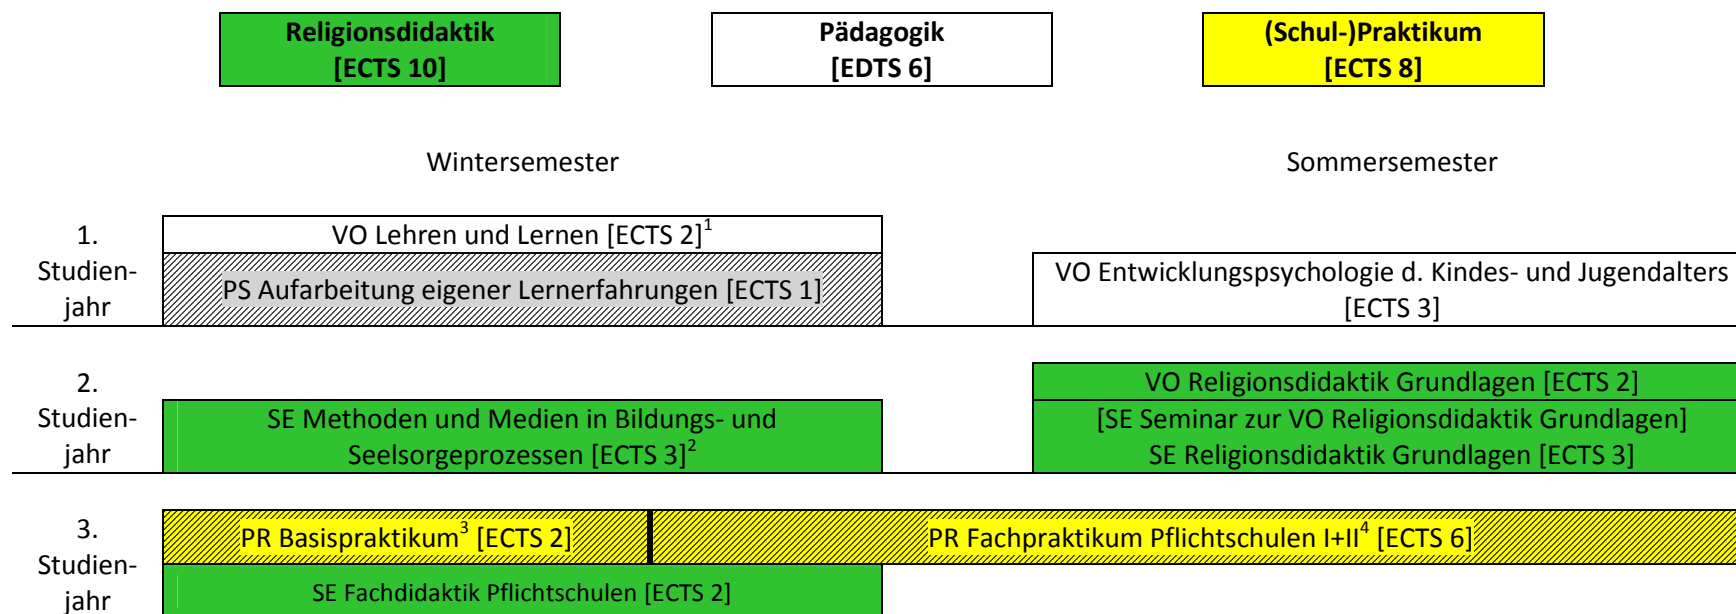 Religionsdidaktik
[ECTS 10]
Pädagogik
[EDTS 6]
(Schul-)Praktikum
[ECTS 8]
Wintersemester
Sommersemester
1.
Studien-
jahr
VO Lehren und Lernen [ECTS 2]1
PS Aufarbeitung eigener Lernerfahrungen [ECTS 1]
VO Entwicklungspsychologie d. Kindes- und Jugendalters
[ECTS 3]
2.
Studien-
jahr
SE Methoden und Medien in Bildungs- und
Seelsorgeprozessen [ECTS 3]2
VO Religionsdidaktik Grundlagen [ECTS 2]
[SE Seminar zur VO Religionsdidaktik Grundlagen]
SE Religionsdidaktik Grundlagen [ECTS 3]
3.
Studien-
jahr
PR Basispraktikum3 [ECTS 2]
PR Fachpraktikum Pflichtschulen I+II4 [ECTS 6]
SE Fachdidaktik Pflichtschulen [ECTS 2]